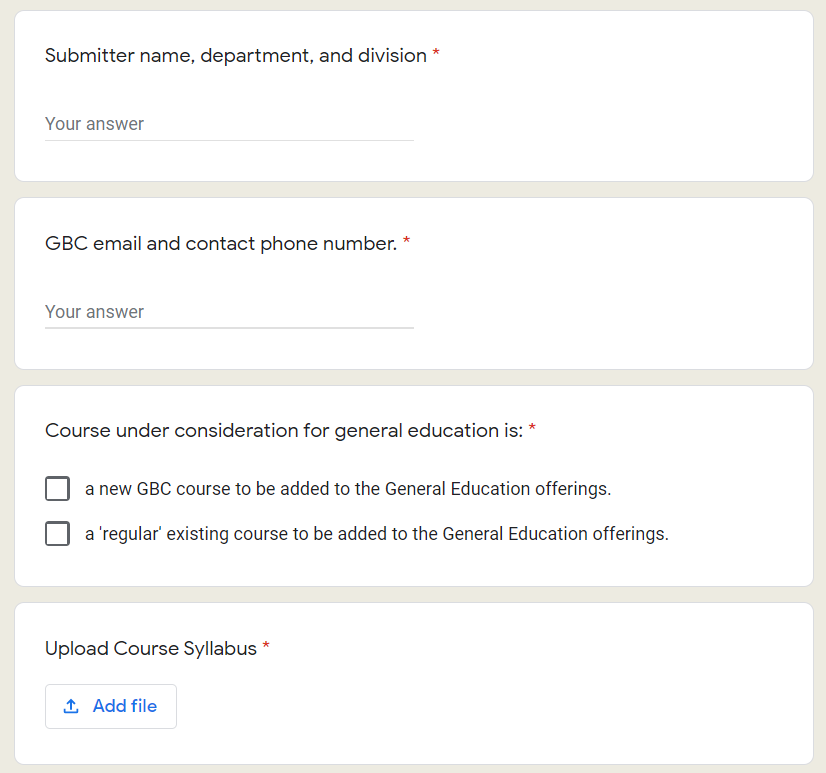 Submitter name, department, and division *
Your answer
GBC email and contact phone number. *
Your answer
Course under consideration for general education is: *
a new GBC course to be added to the General Education offerings.
a 'regular' existing course to be added to the General Education offerings.
Upload Course Syllabus *
Add file